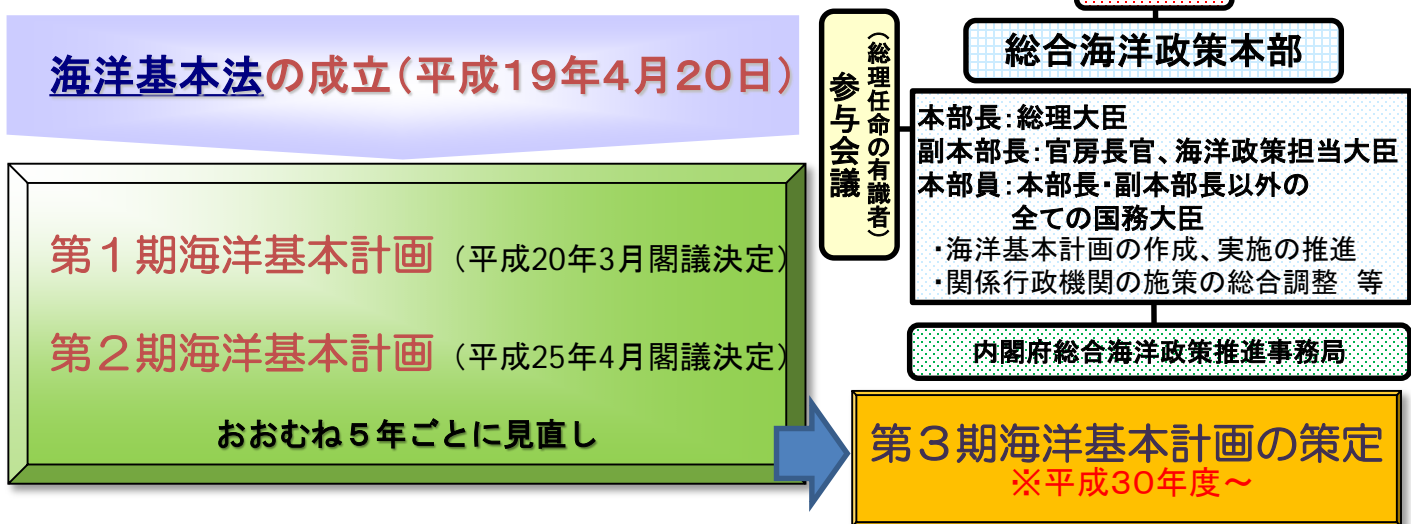 海洋基本法の成立(平成19年4月20日)
第1期海洋基本計画 (平成20年3月閣議決定)
第2期海洋基本計画 (平成25年4月閣議決定)
おおむね5年ごとに見直し
参与会議
(総理任命の有識者)
総合海洋政策本部
本部長:総理大臣
副本部長:官房長官、海洋政策担当大臣
本部員:本部長・副本部長以外の
全ての国務大臣
・海洋基本計画の作成、実施の推進
・関係行政機関の施策の総合調整 等
内閣府総合海洋政策推進事務局
第3期海洋基本計画の策定
※平成30年度~